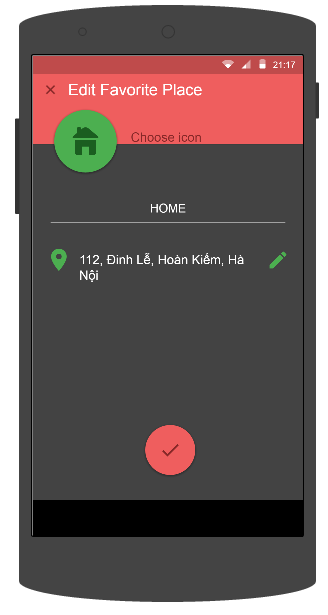 21:17
Edit Favorite Place
Choose icon
HOME
112, Đinh Lễ, Hoàn Kiếm, Hà
Nội